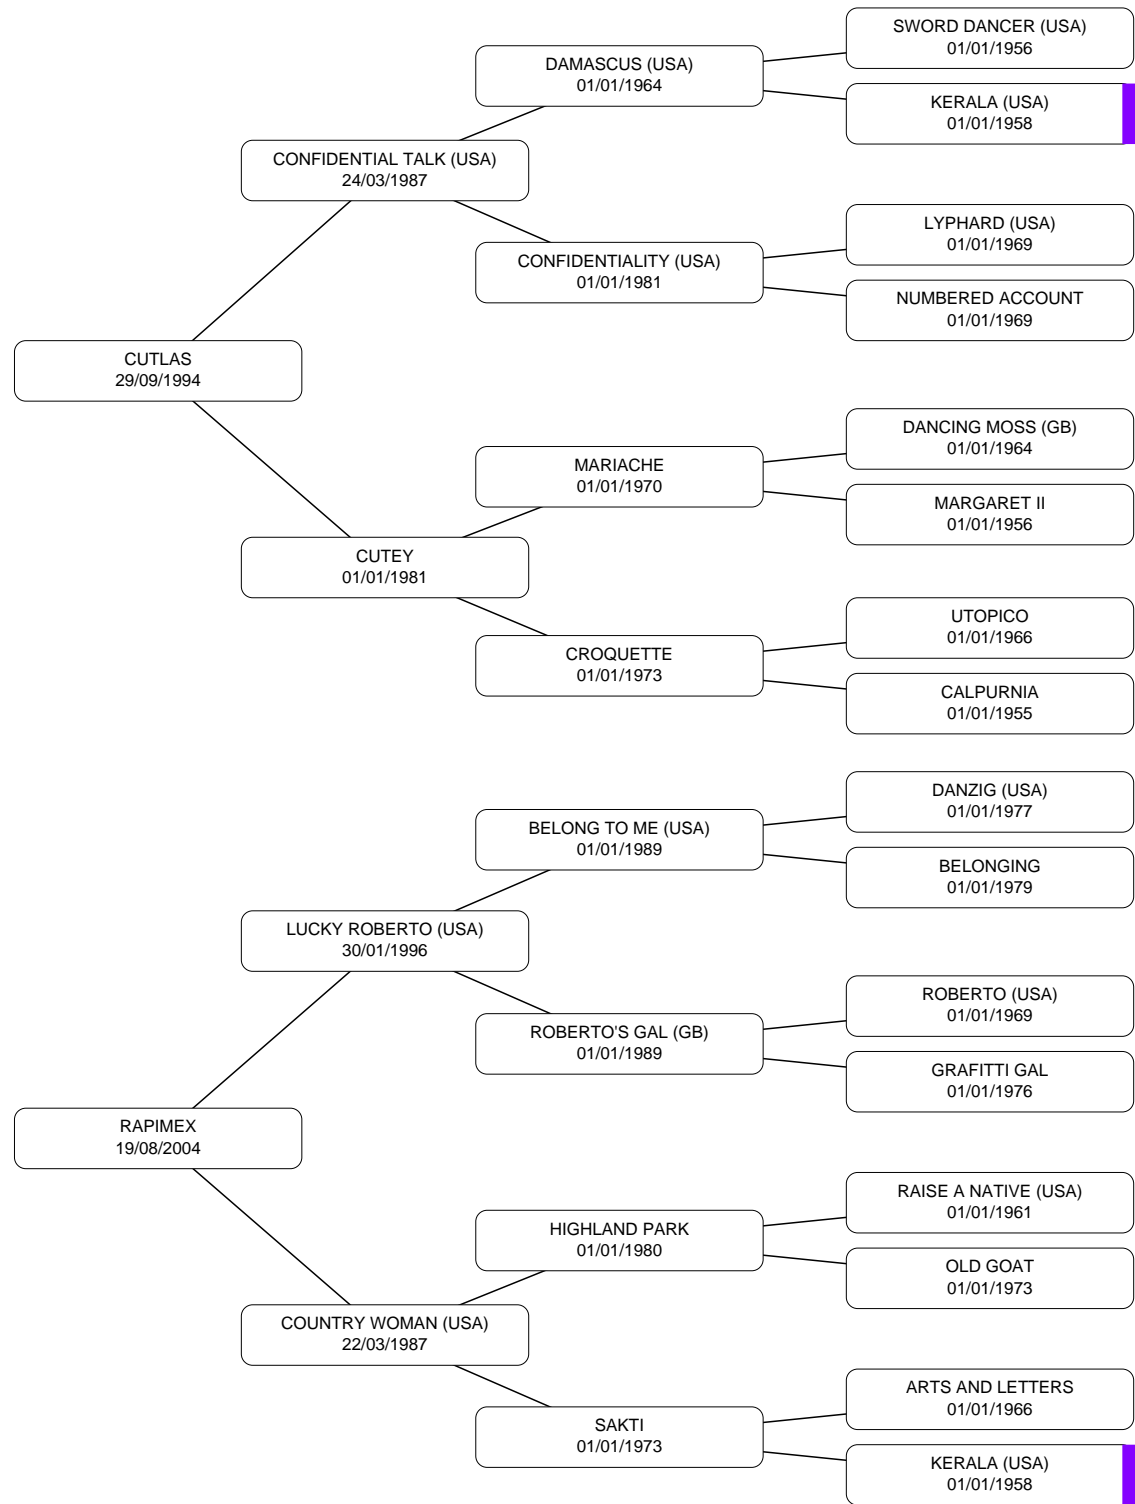 SWORD DANCER (USA)
01/01/1956
DAMASCUS (USA)
01/01/1964
KERALA (USA)
01/01/1958
CONFIDENTIAL TALK (USA)
24/03/1987
LYPHARD (USA)
01/01/1969
CONFIDENTIALITY (USA)
01/01/1981
NUMBERED ACCOUNT
01/01/1969
CUTLAS
29/09/1994
DANCING MOSS (GB)
01/01/1964
MARIACHE
01/01/1970
MARGARET II
01/01/1956
CUTEY
01/01/1981
UTOPICO
01/01/1966
CROQUETTE
01/01/1973
CALPURNIA
01/01/1955
DANZIG (USA)
01/01/1977
BELONG TO ME (USA)
01/01/1989
BELONGING
01/01/1979
LUCKY ROBERTO (USA)
30/01/1996
ROBERTO (USA)
01/01/1969
ROBERTO'S GAL (GB)
01/01/1989
GRAFITTI GAL
01/01/1976
RAPIMEX
19/08/2004
RAISE A NATIVE (USA)
01/01/1961
HIGHLAND PARK
01/01/1980
OLD GOAT
01/01/1973
COUNTRY WOMAN (USA)
22/03/1987
ARTS AND LETTERS
01/01/1966
SAKTI
01/01/1973
KERALA (USA)
01/01/1958